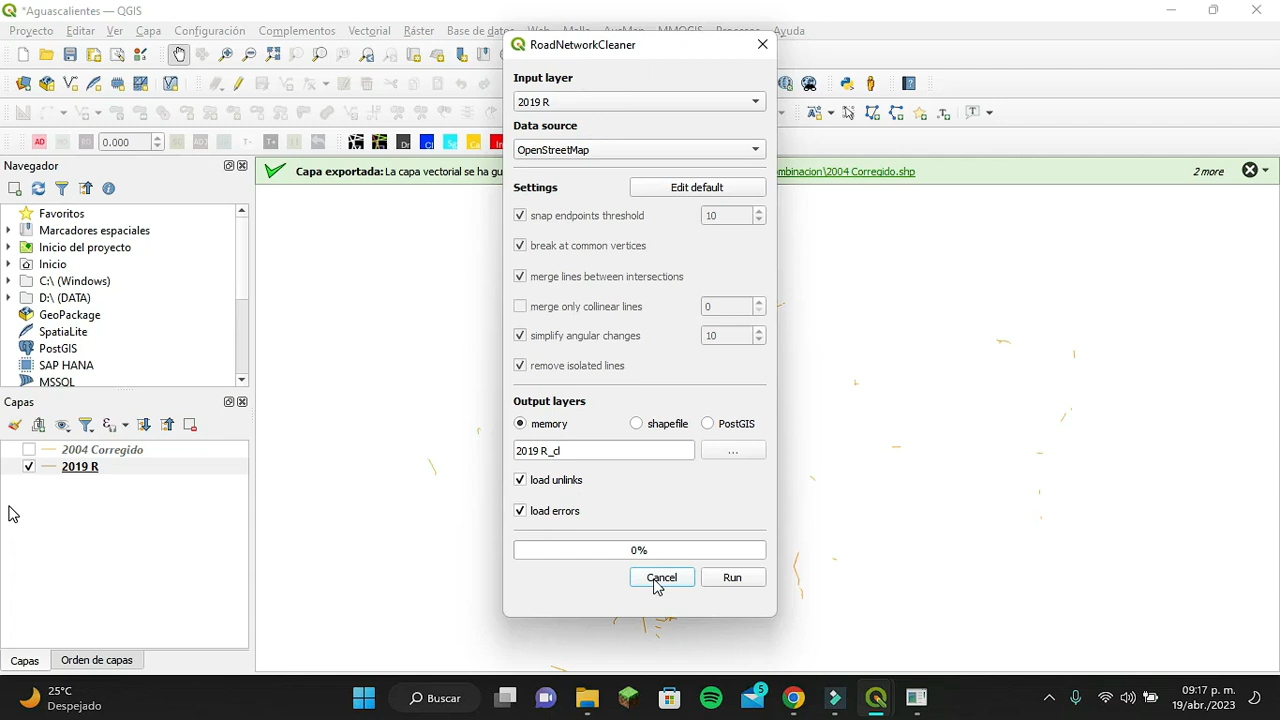 *Aguascalientes — QGIS
Proyecto Editar Ver Capa Configuración Complementos Vectorial Ráster Base de datos Web Malla MMQGIS Ayuda
RoadNetworkCleaner
Input layer
2019 R
Data source
OpenStreetMap
0.000
Navegador
Capa exportada: La capa vectorial se ha gu
mbinacion\2004 Corregido.shp
2 more
Settings
Edit default
snap endpoints threshold 10
break at common vertices
merge lines between intersections
merge only collinear lines 0
simplify angular changes 10
remove isolated lines
Output layers
memory shapefile PostGIS
2019 R_cl
...
load unlinks
load errors
0%
Cancel Run
Favoritos
Marcadores espaciales
Inicio del proyecto
Inicio
C:\ (Windows)
D:\ (DATA)
GeoPackage
SpatiaLite
PostGIS
SAP HANA
MSSQL
Capas
2004 Corregido
2019 R
Capas Orden de capas
25°C
Despejado
Buscar
5
09:17 p. m.
19/abr./2023